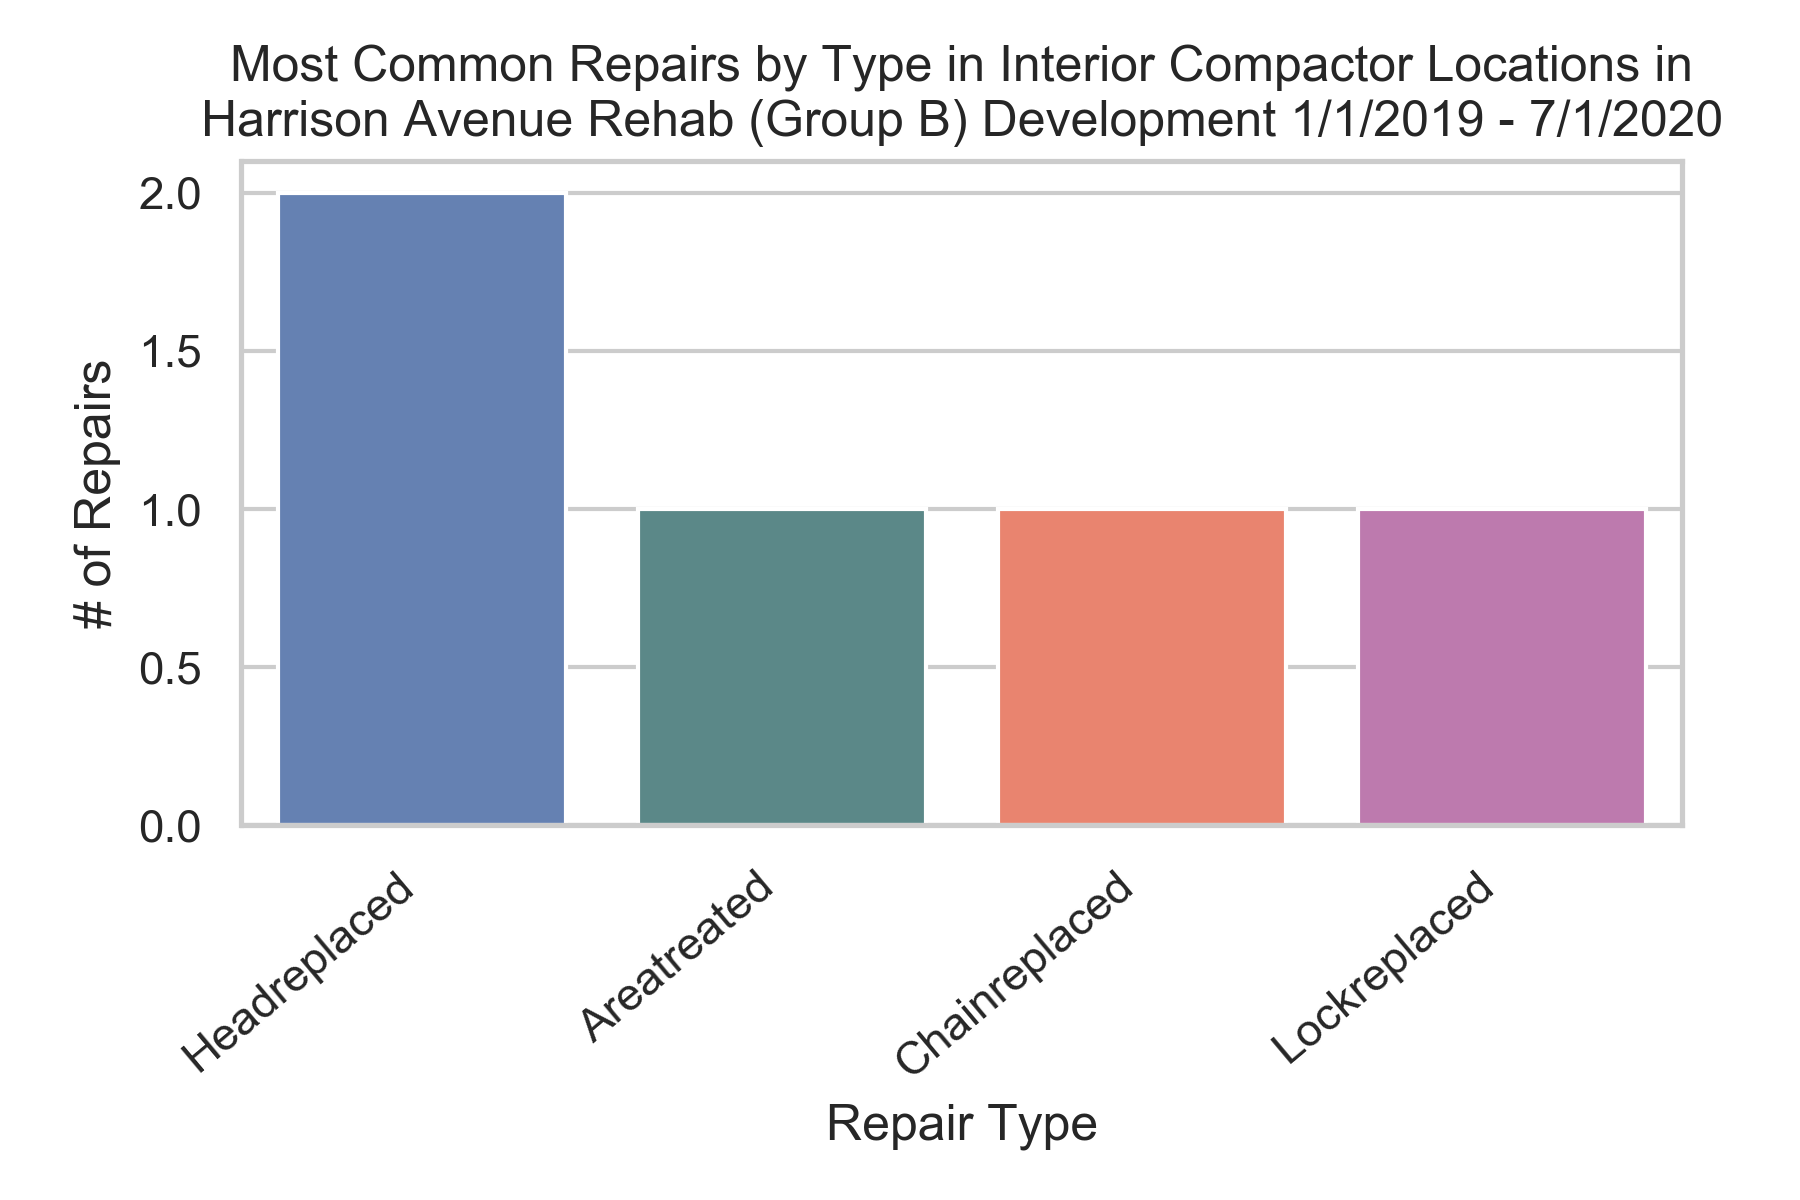 Most Common Repairs by Type in Interior Compactor Locations in
Harrison Avenue Rehab (Group B) Development 1/1/2019 - 7/1/2020
# of Repairs
2.0
1.5
1.0
0.5
0.0
Headreplaced
Areatreated
Chainreplaced
Lockreplaced
Repair Type